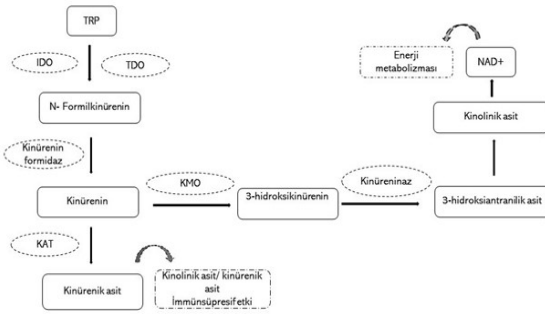 TRP
IDO
TDO
N- Formilkinürenin
Kinürenin
formidaz
Kinürenin
KMO
3-hidroksikinürenin
Kinüreninaz
3-hidroksiantranilik asit
Kinolinik asit
NAD+
Enerji
metabolizması
KAT
Kinürenik asit
Kinolinik asit/ kinürenik
asit
İmmünsüpresif etki